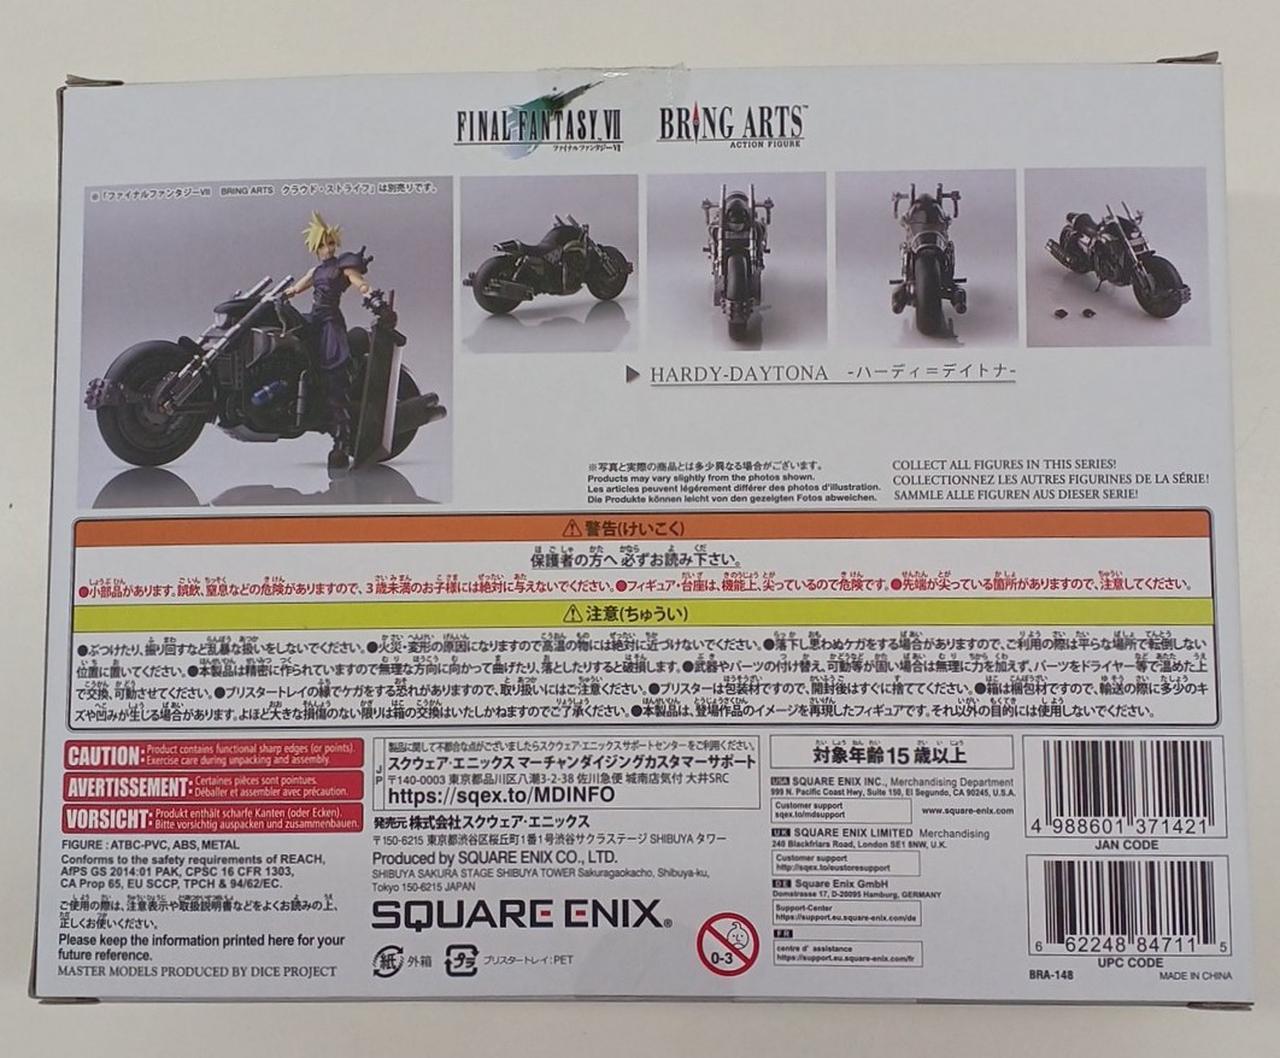 FINAL FANTASY VII
ファイナルファンタジーVII
BRING ARTS™
ACTION FIGURE
※「ファイナルファンタジーVII BRING ARTS クラウド・ストライフ」は別売りです。
▶ HARDY-DAYTONA -ハーディ=デイトナ-
※写真と実際の商品とは多少異なる場合がございます。
Products may vary slightly from the photos shown.
Les articles peuvent légèrement différer des photos d'illustration.
Die Produkte können leicht von den gezeigten Fotos abweichen.
COLLECT ALL FIGURES IN THIS SERIES!
COLLECTIONNEZ LES AUTRES FIGURINES DE LA SÉRIE!
SAMMLE ALLE FIGUREN AUS DIESER SERIE!
⚠警告(けいこく)
保護者の方へ 必ずお読み下さい。
●小部品があります。誤飲、窒息などの危険がありますので、3歳未満のお子様には絶対に与えないでください。●フィギュア・台座は、機能上、尖っているので危険です。●先端が尖っている箇所がありますので、注意してください。
⚠注意(ちゅうい)
●ぶつけたり、振り回すなど乱暴な扱いをしないでください。●火災・変形の原因になりますので高温の物には絶対に近づけないでください。●落下し思わぬケガをする場合がありますので、ご利用の際は平らな場所で転倒しない
位置に置いてください。●本製品は精密に作られていますので無理な方向に向かって曲げたり、落としたりすると破損します。●武器やパーツの付け替え、可動等が固い場合は無理に力を加えず、パーツをドライヤー等で温めた上
で交換、可動させてください。●ブリスタートレイの縁でケガをする恐れがありますので、取り扱いにはご注意ください。●ブリスターは包装材ですので、開封後はすぐに捨ててください。●箱は梱包材ですので、輸送の際に多少のキ
ズや凹みが生じる場合があります。よほど大きな損傷のない限りは箱の交換はいたしかねますのでご了承ください。●本製品は、登場作品のイメージを再現したフィギュアです。それ以外の目的には使用しないでください。
CAUTION: Product contains functional sharp edges (or points).
Exercise care during unpacking and assembly.
AVERTISSEMENT: Certaines pièces sont pointues.
Déballer et assembler avec précaution.
VORSICHT: Produkt enthält scharfe Kanten (oder Ecken).
Bitte vorsichtig auspacken und zusammenbauen.
FIGURE : ATBC-PVC, ABS, METAL
Conforms to the safety requirements of REACH,
AfPS GS 2014:01 PAK, CPSC 16 CFR 1303,
CA Prop 65, EU SCCP, TPCH & 94/62/EC.
ご使用の際は、注意表示や取扱説明書などをよくお読みの上、
正しくお使いください。
Please keep the information printed here for your
future reference.
MASTER MODELS PRODUCED BY DICE PROJECT
JP
製品に関して不都合な点がございましたらスクウェア・エニックスサポートセンターをご利用ください。
スクウェア・エニックス マーチャンダイジングカスタマーサポート
〒140-0003 東京都品川区八潮3-2-38 佐川急便 城南店気付 大井SRC
https://sqex.to/MDINFO
発売元 株式会社スクウェア・エニックス
〒150-6215 東京都渋谷区桜丘町1番1号渋谷サクラステージ SHIBUYA タワー
Produced by SQUARE ENIX CO., LTD.
SHIBUYA SAKURA STAGE SHIBUYA TOWER Sakuragaokacho, Shibuya-ku,
Tokyo 150-6215 JAPAN
SQUARE ENIX®
紙 外箱
プラ ブリスタートレイ:PET
0-3
対象年齢15歳以上
USA SQUARE ENIX INC., Merchandising Department
999 N. Pacific Coast Hwy, Suite 150, El Segundo, CA 90245, U.S.A.
Customer support
sqex.to/mdsupport
www.square-enix.com
UK SQUARE ENIX LIMITED Merchandising
240 Blackfriars Road, London SE1 8NW, U.K.
Customer support
http://sqex.to/eustoresupport
DE Square Enix GmbH
Domstrasse 17, D-20095 Hamburg, GERMANY
Support-Center
https://support.eu.square-enix.com/de
FR
centre d' assistance
https://support.eu.square-enix.com/fr
4 988601 371421
JAN CODE
6 62248 84711 5
UPC CODE
BRA-148
MADE IN CHINA